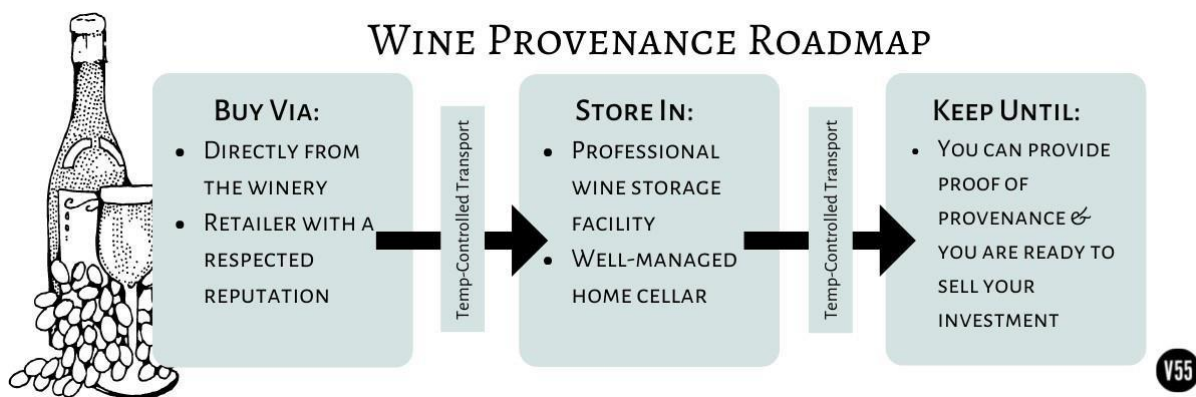 Wine Provenance Roadmap
Buy Via:
• Directly from
the winery
• Retailer with a
respected
reputation
Temp-Controlled Transport
Store In:
• Professional
wine storage
facility
• Well-managed
home cellar
Temp-Controlled Transport
Keep Until:
• You can provide
proof of
provenance &
you are ready to
sell your
investment
V55